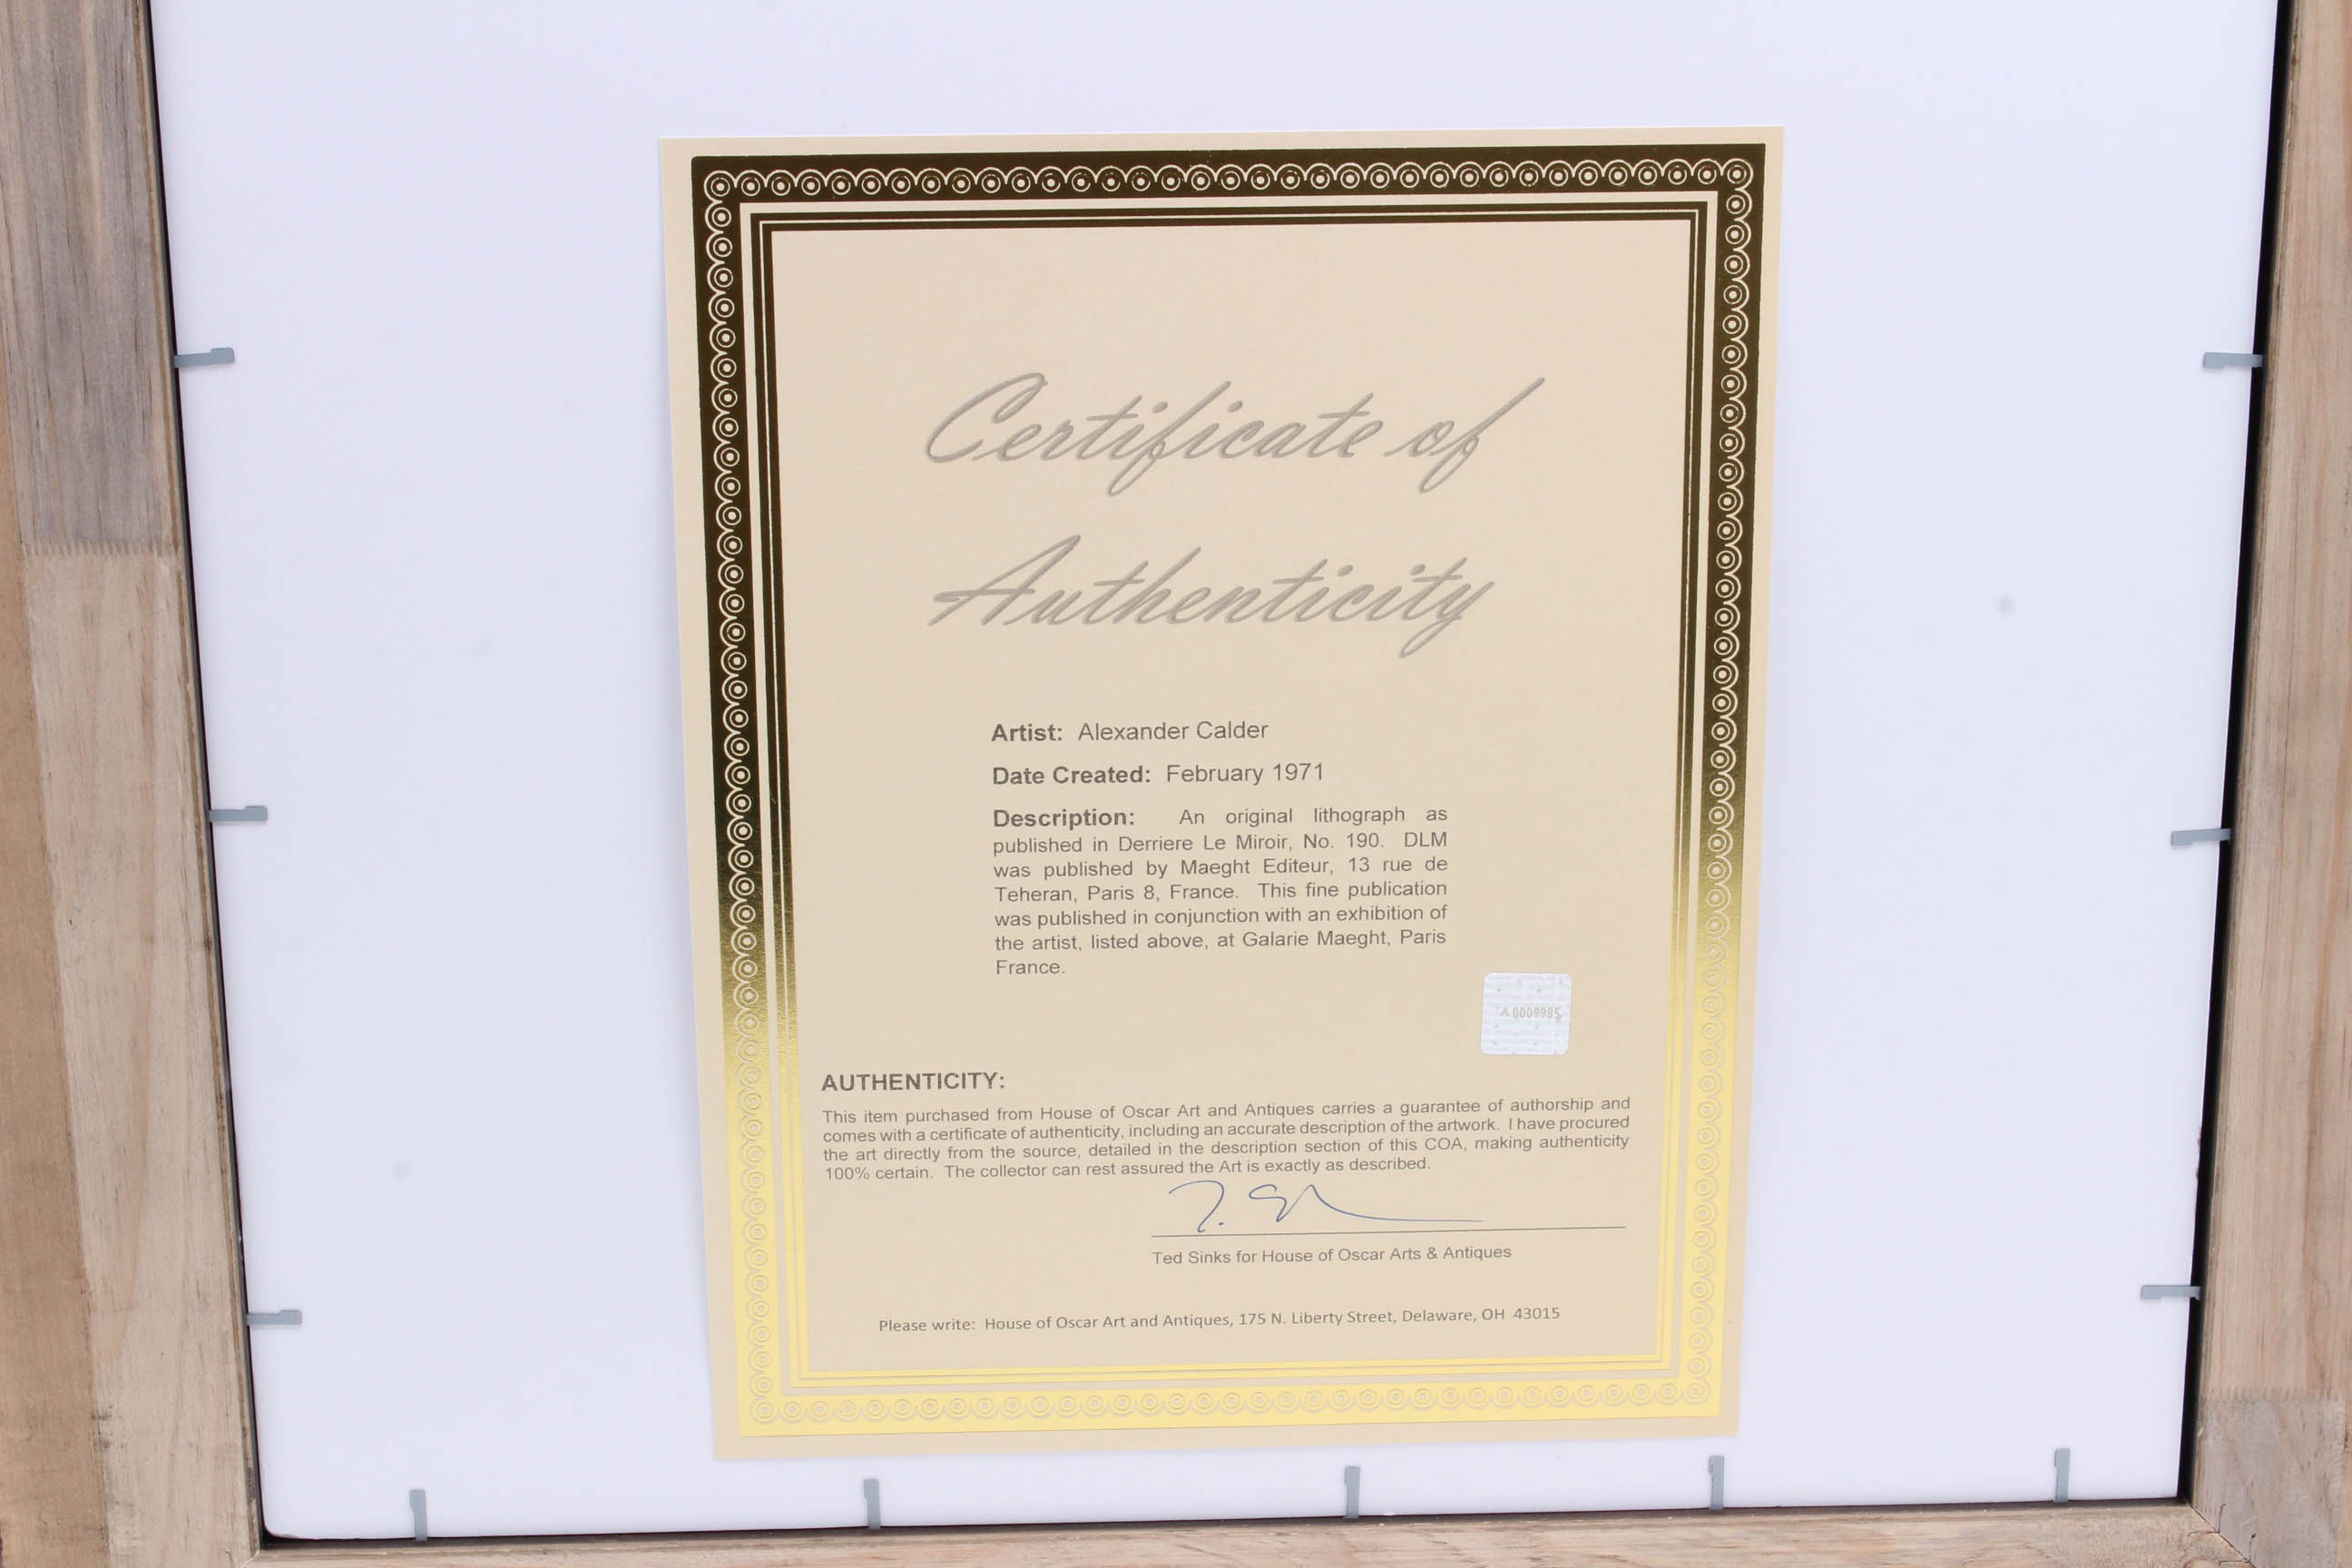 Certificate of
Authenticity
Artist: Alexander Calder
Date Created: February 1971
Description: An original lithograph as
published in Derriere Le Miroir, No. 190. DLM
was published by Maeght Editeur, 13 rue de
Teheran, Paris 8, France. This fine publication
was published in conjunction with an exhibition of
the artist, listed above, at Galarie Maeght, Paris
France.
A 0009985
AUTHENTICITY:
This item purchased from House of Oscar Art and Antiques carries a guarantee of authorship and
comes with a certificate of authenticity, including an accurate description of the artwork. I have procured
the art directly from the source, detailed in the description section of this COA, making authenticity
100% certain. The collector can rest assured the Art is exactly as described.
Ted Sinks for House of Oscar Arts & Antiques
Please write: House of Oscar Art and Antiques, 175 N. Liberty Street, Delaware, OH 43015